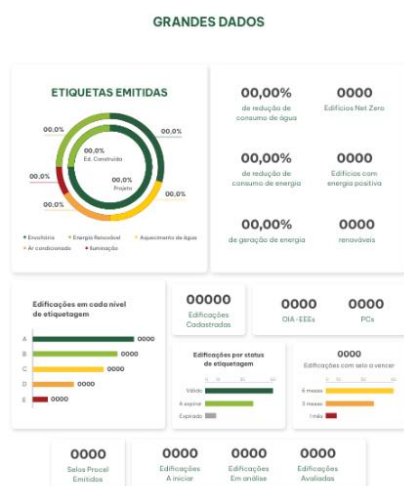 GRANDES DADOS
ETIQUETAS EMITIDAS
00,0%
00,0%
00,0%
Ed. Construída
00,0%
00,0%
Projeto
00,0%
00,0%
Envoltória
Energia Renovável
Aquecimento de água
Ar condicionado
Iluminação
00,00%
de redução de
consumo de água
0000
Edifícios Net Zero
00,00%
de redução de
consumo de energia
0000
Edifícios com
energia positiva
00,00%
de geração de energia
0000
renováveis
Edificações em cada nível
de etiquetagem
A 0000
B 0000
C 0000
D 0000
E 0000
00000
Edificações
Cadastradas
0000
OIA-EEEs
0000
PCs
Edificações por status
de etiquetagem
Válido
A expirar
Expirado
0000
Edificações com selo a vencer
6 meses
3 meses
1 mês
0000
Selos Procel
Emitidos
0000
Edificações
A iniciar
0000
Edificações
Em análise
0000
Edificações
Avaliadas